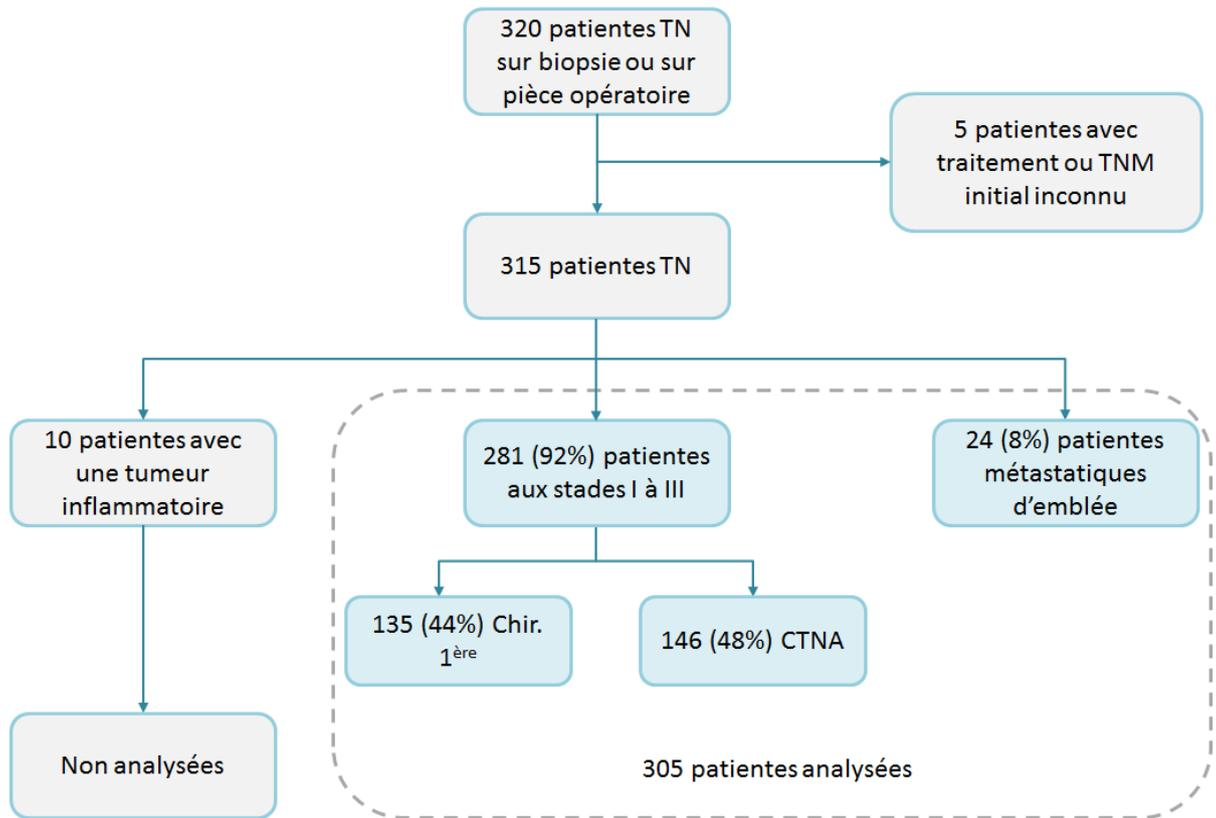 320 patientes TN
sur biopsie ou sur
pièce opératoire
5 patientes avec
traitement ou TNM
initial inconnu
315 patientes TN
10 patientes avec
une tumeur
inflammatoire
281 (92%) patientes
aux stades I à III
24 (8%) patientes
métastatiques
d’emblée
135 (44%) Chir.
1ère
146 (48%) CTNA
Non analysées
305 patientes analysées